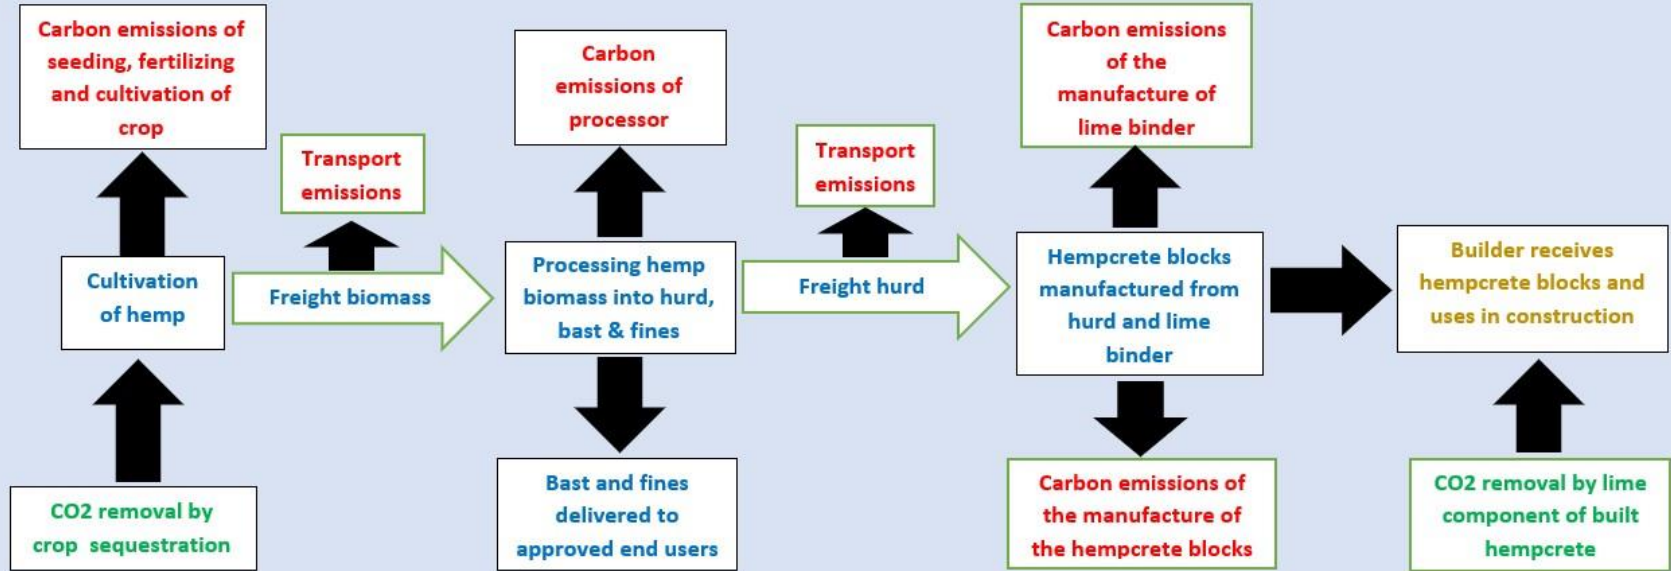 Carbon emissions of
seeding, fertilizing
and cultivation of
crop
Transport
emissions
Carbon
emissions of
processor
Transport
emissions
Carbon emissions
of the
manufacture of
lime binder
Cultivation
of hemp
Freight biomass
Processing hemp
biomass into hurd,
bast & fines
Freight hurd
Hempcrete blocks
manufactured from
hurd and lime
binder
Builder receives
hempcrete blocks and
uses in construction
CO2 removal by
crop sequestration
Bast and fines
delivered to
approved end users
Carbon emissions of
the manufacture of
the hempcrete blocks
CO2 removal by lime
component of built
hempcrete